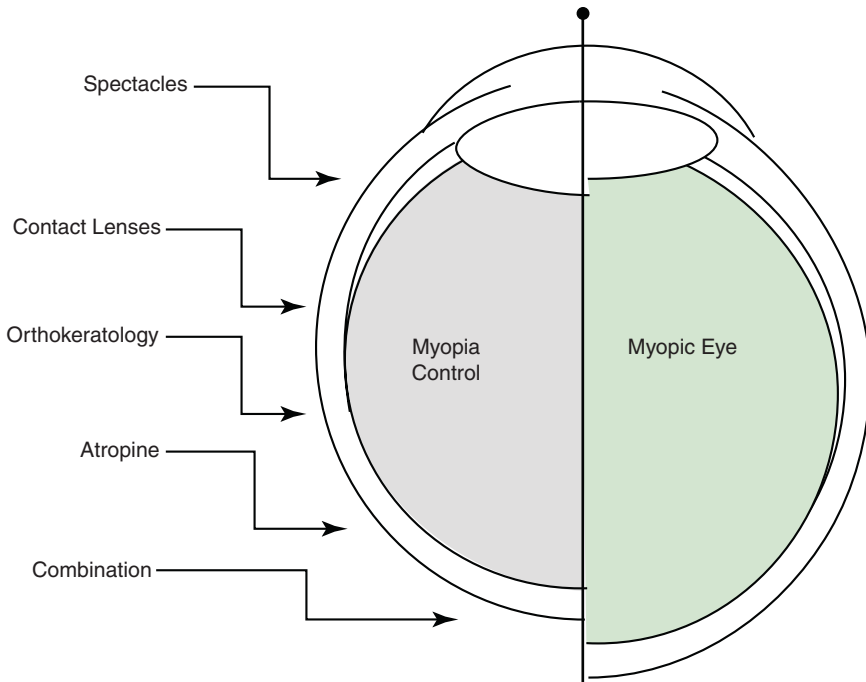 Spectacles
Contact Lenses
Orthokeratology
Atropine
Combination
Myopia
Control
Myopic Eye